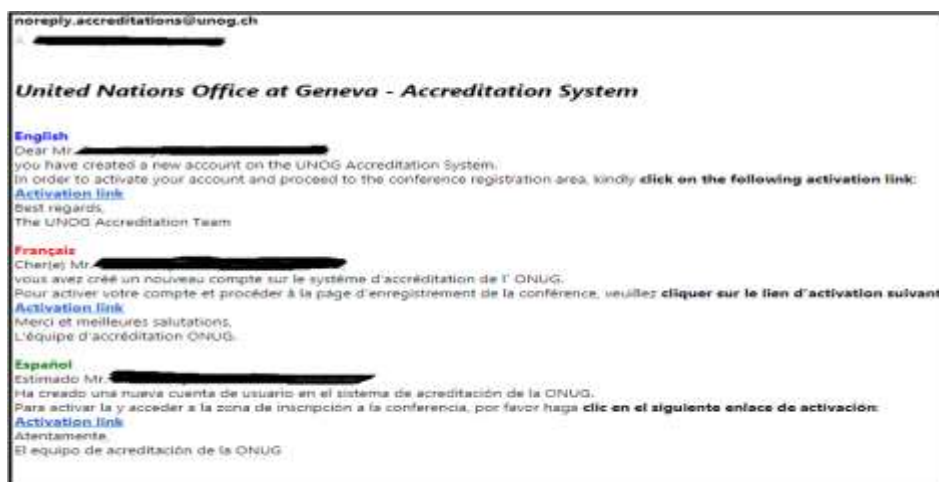 noreply.accreditations@unog.ch
United Nations Office at Geneva - Accreditation System
English
Dear Mr.
you have created a new account on the UNOG Accreditation System.
In order to activate your account and proceed to the conference registration area, kindly click on the following activation link:
Activation link
Best regards,
The UNOG Accreditation Team
Français
Cher(e) Mr.
vous avez créé un nouveau compte sur le système d'accréditation de l' ONUG.
Pour activer votre compte et procéder à la page d'enregistrement de la conférence, veuillez cliquer sur le lien d'activation suivant
Activation link
Merci et meilleures salutations,
L'équipe d'accréditation ONUG.
Español
Estimado Mr.
Ha creado una nueva cuenta de usuario en el sistema de acreditación de la ONUG.
Para activar la y acceder a la zona de inscripción a la conferencia, por favor haga clic en el siguiente enlace de activación:
Activation link
Atentamente,
El equipo de acreditación de la ONUG